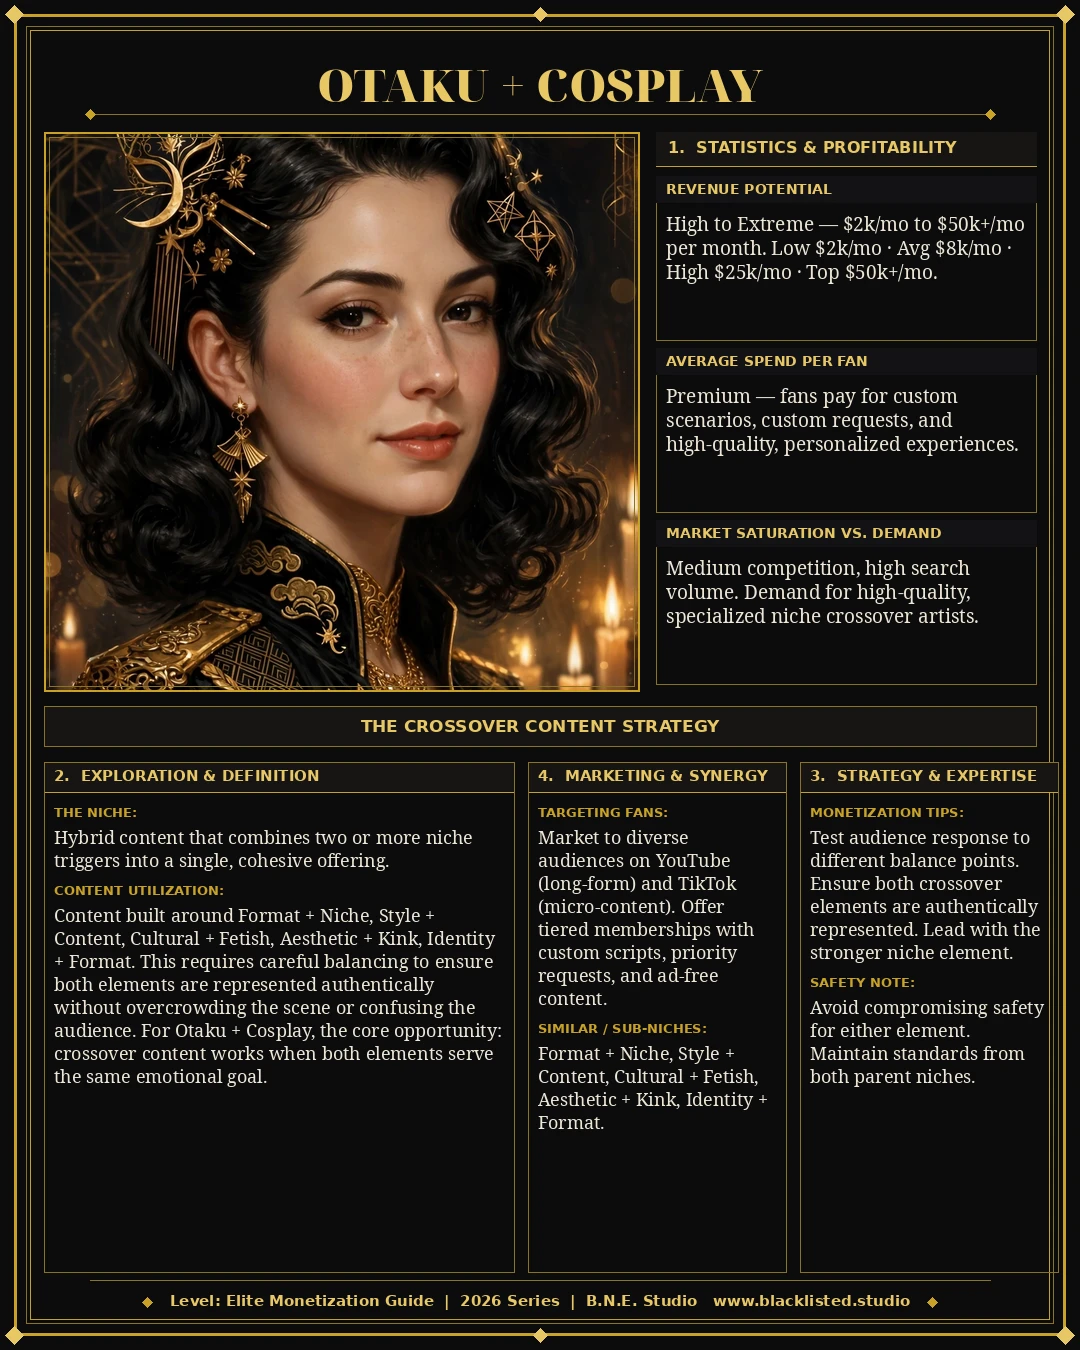 OTAKU + COSPLAY
1. STATISTICS & PROFITABILITY
REVENUE POTENTIAL
High to Extreme — $2k/mo to $50k+/mo
per month. Low $2k/mo · Avg $8k/mo ·
High $25k/mo · Top $50k+/mo.
AVERAGE SPEND PER FAN
Premium — fans pay for custom
scenarios, custom requests, and
high-quality, personalized experiences.
MARKET SATURATION VS. DEMAND
Medium competition, high search
volume. Demand for high-quality,
specialized niche crossover artists.
THE CROSSOVER CONTENT STRATEGY
2. EXPLORATION & DEFINITION
THE NICHE:
Hybrid content that combines two or more niche
triggers into a single, cohesive offering.
CONTENT UTILIZATION:
Content built around Format + Niche, Style +
Content, Cultural + Fetish, Aesthetic + Kink, Identity
+ Format. This requires careful balancing to ensure
both elements are represented authentically
without overcrowding the scene or confusing the
audience. For Otaku + Cosplay, the core opportunity:
crossover content works when both elements serve
the same emotional goal.
4. MARKETING & SYNERGY
TARGETING FANS:
Market to diverse
audiences on YouTube
(long-form) and TikTok
(micro-content). Offer
tiered memberships with
custom scripts, priority
requests, and ad-free
content.
SIMILAR / SUB-NICHES:
Format + Niche, Style +
Content, Cultural + Fetish,
Aesthetic + Kink, Identity +
Format.
3. STRATEGY & EXPERTISE
MONETIZATION TIPS:
Test audience response to
different balance points.
Ensure both crossover
elements are authentically
represented. Lead with the
stronger niche element.
SAFETY NOTE:
Avoid compromising safety
for either element.
Maintain standards from
both parent niches.
Level: Elite Monetization Guide | 2026 Series | B.N.E. Studio www.blacklisted.studio